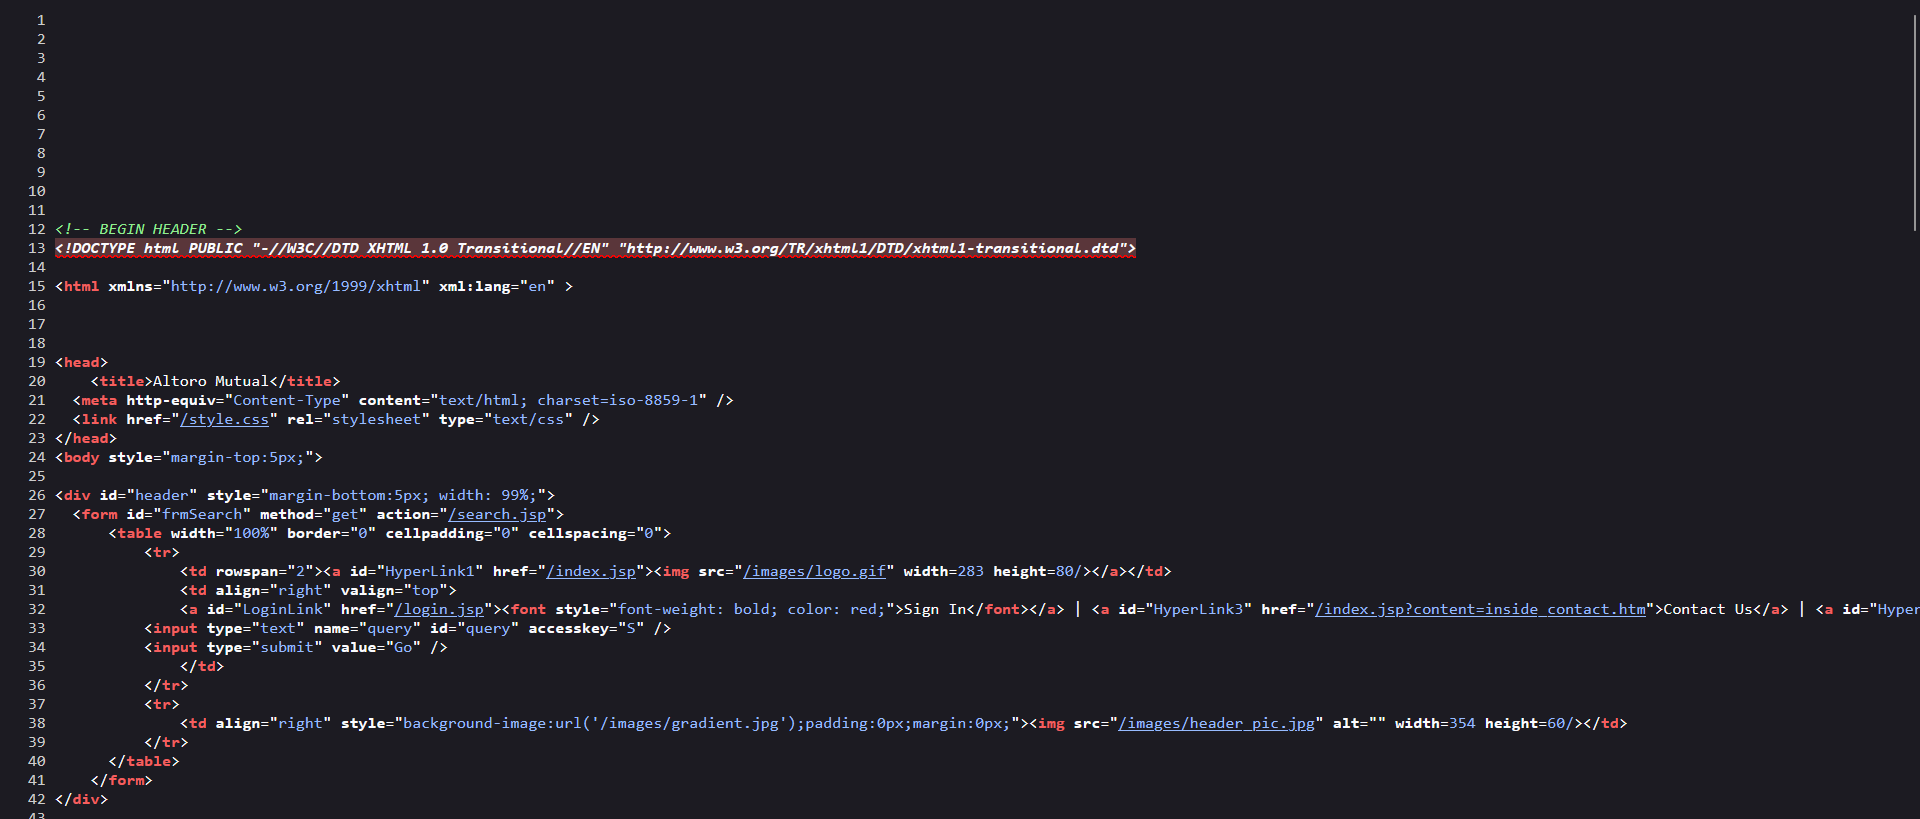 1
2
3
4
5
6
7
8
9
10
11
12 <!-- BEGIN HEADER -->
13 <!DOCTYPE html PUBLIC "-//W3C//DTD XHTML 1.0 Transitional//EN" "http://www.w3.org/TR/xhtml1/DTD/xhtml1-transitional.dtd">
14
15 <html xmlns="http://www.w3.org/1999/xhtml" xml:lang="en" >
16
17
18
19 <head>
20     <title>Altoro Mutual</title>
21   <meta http-equiv="Content-Type" content="text/html; charset=iso-8859-1" />
22   <link href="/style.css" rel="stylesheet" type="text/css" />
23 </head>
24 <body style="margin-top:5px;">
25
26 <div id="header" style="margin-bottom:5px; width: 99%;">
27   <form id="frmSearch" method="get" action="/search.jsp">
28       <table width="100%" border="0" cellpadding="0" cellspacing="0">
29           <tr>
30               <td rowspan="2"><a id="HyperLink1" href="/index.jsp"><img src="/images/logo.gif" width=283 height=80/></a></td>
31               <td align="right" valign="top">
32               <a id="LoginLink" href="/login.jsp"><font style="font-weight: bold; color: red;">Sign In</font></a> | <a id="HyperLink3" href="/index.jsp?content=inside_contact.htm">Contact Us</a> | <a id="Hyper
33           <input type="text" name="query" id="query" accesskey="S" />
34           <input type="submit" value="Go" />
35               </td>
36           </tr>
37           <tr>
38               <td align="right" style="background-image:url('/images/gradient.jpg');padding:0px;margin:0px;"><img src="/images/header_pic.jpg" alt="" width=354 height=60/></td>
39           </tr>
40       </table>
41     </form>
42 </div>
43